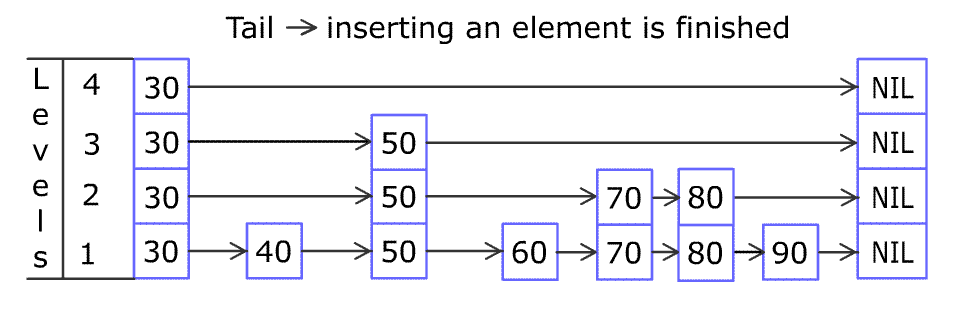 Tail → inserting an element is finished
Levels
4 30 NIL
3 30 50 NIL
2 30 50 70 80 NIL
1 30 40 50 60 70 80 90 NIL